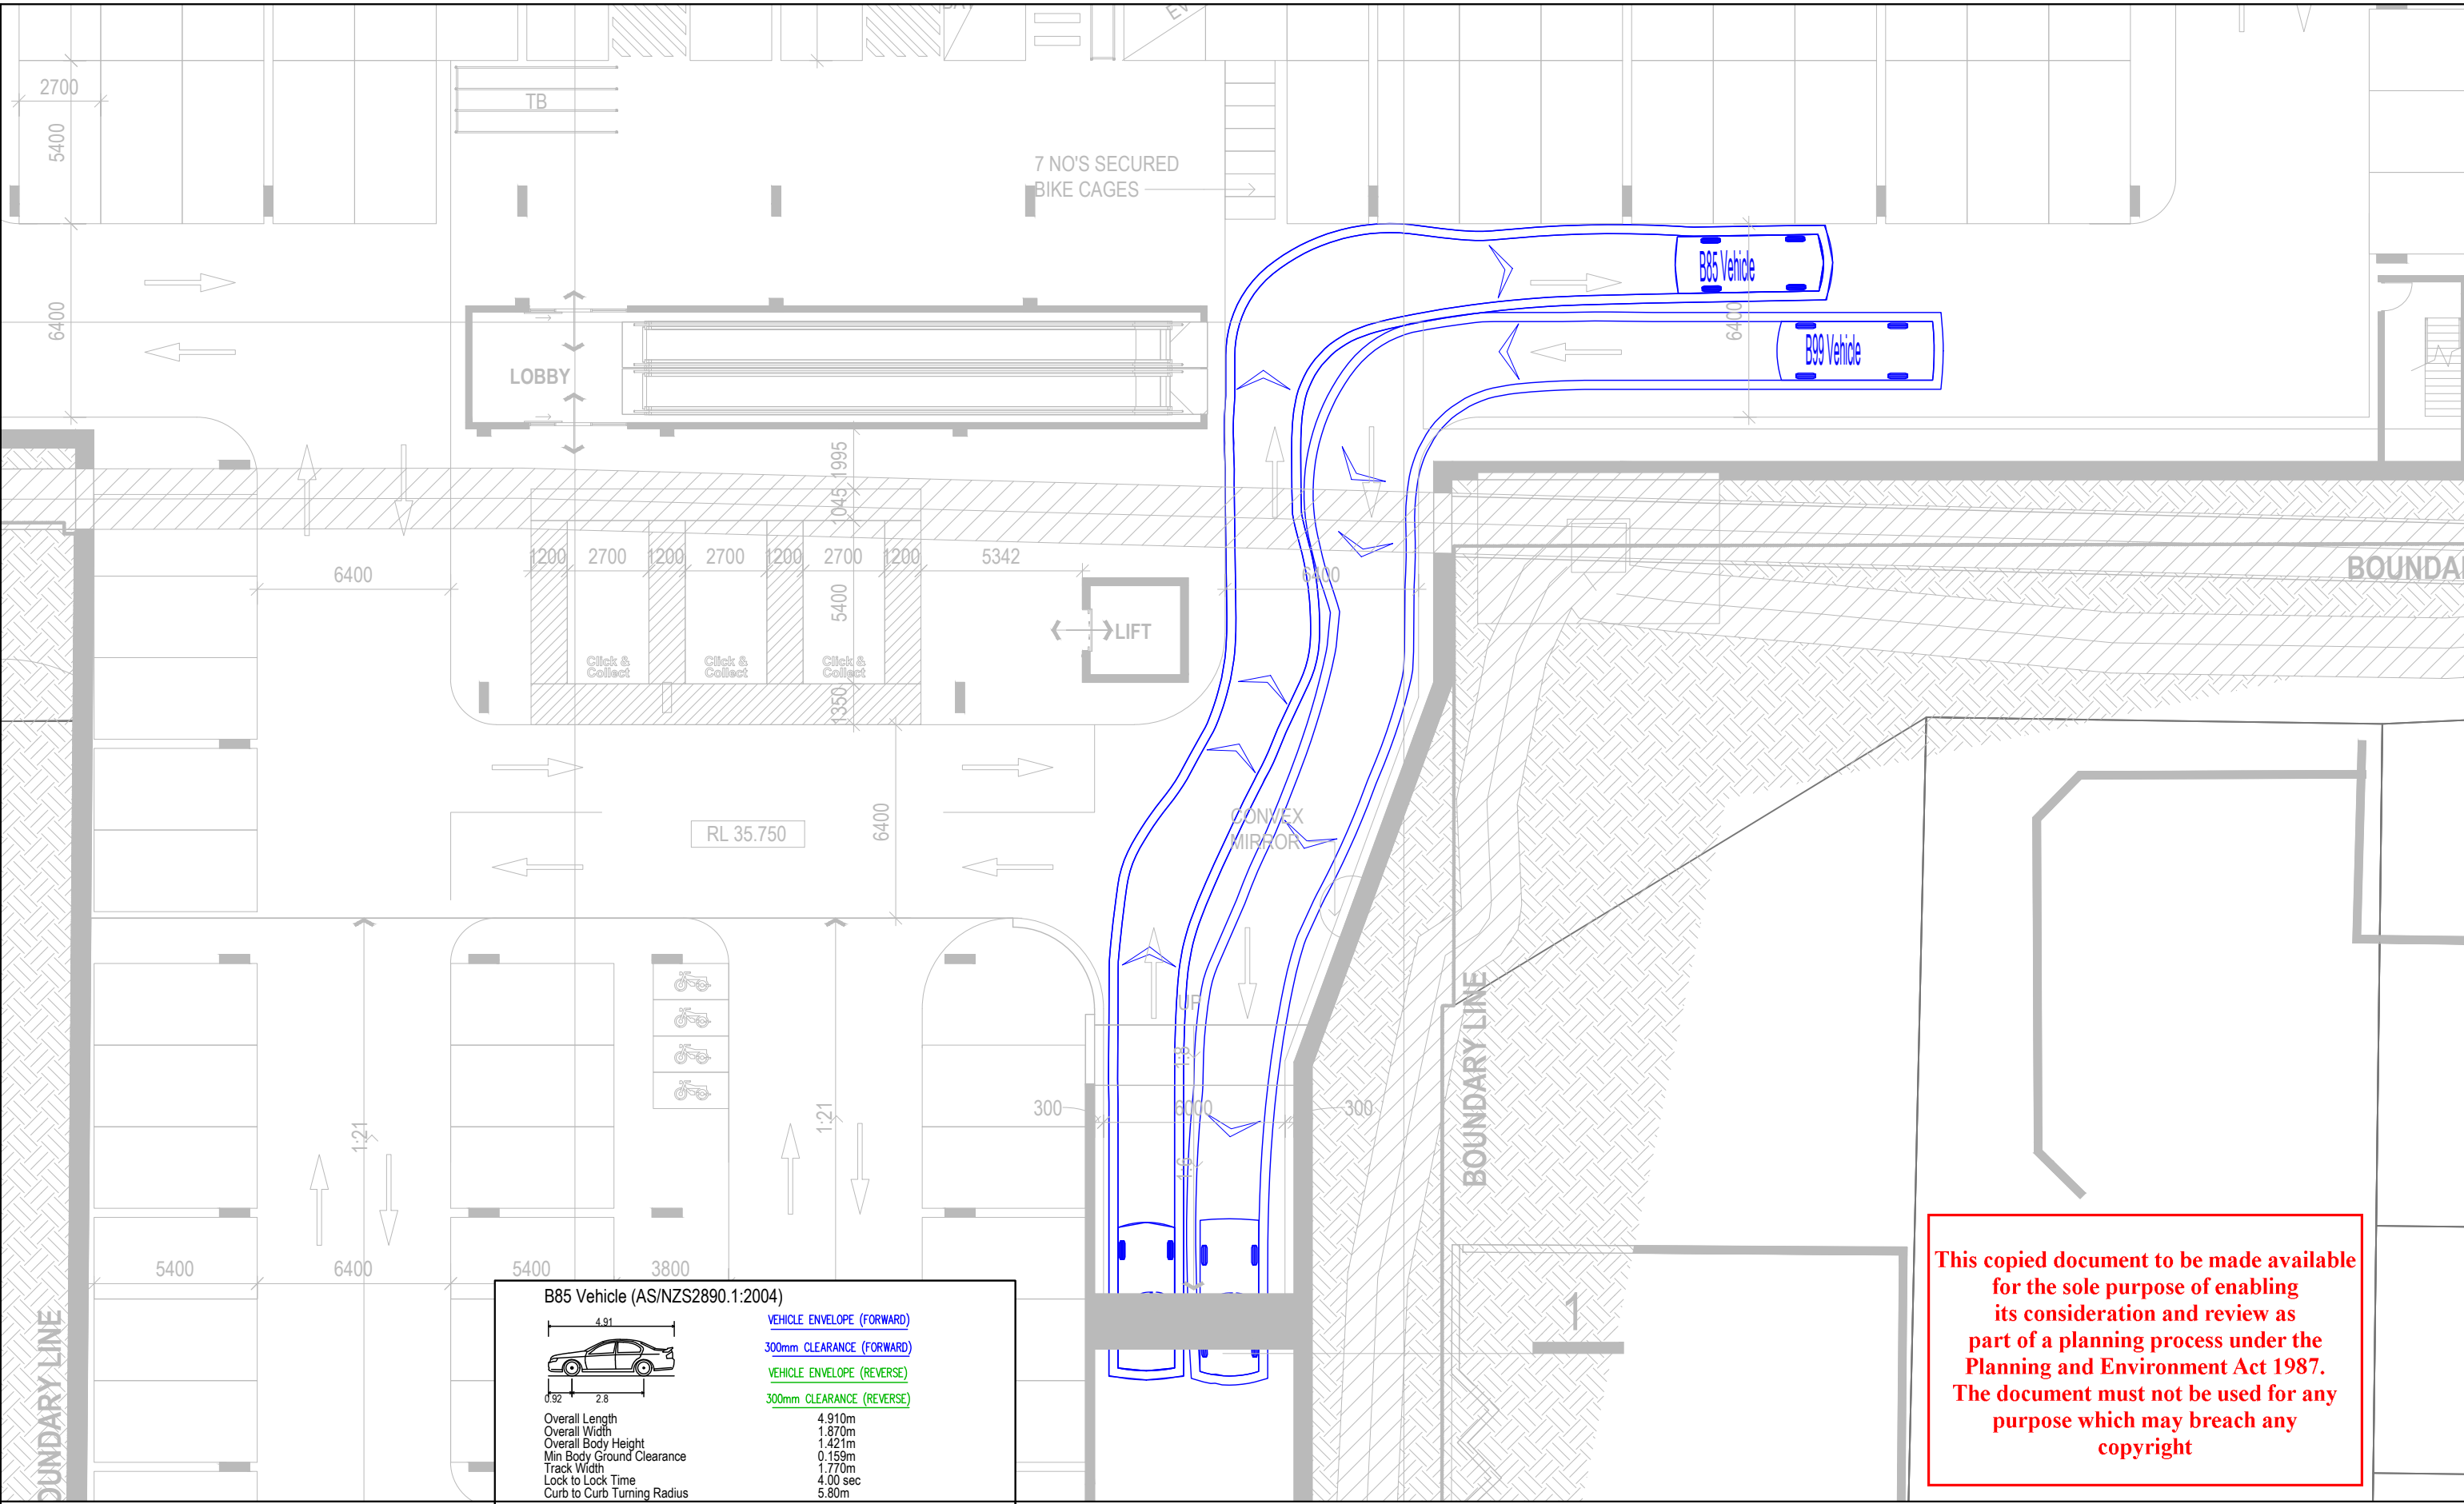 2700
5400
6400
TB
7 NO'S SECURED
BIKE CAGES
B85 Vehicle
B99 Vehicle
6400
LOBBY
1995
1045
1200
2700
1200
2700
1200
2700
1200
5342
6400
6400
5400
Click &
Collect
Click &
Collect
Click &
Collect
LIFT
1350
BOUNDA
RL 35.750
6400
CONVEX
MIRROR
UP
1:8
300
6000
300
1:21
1:21
BOUNDARY LINE
5400
6400
5400
3800
1
OUNDARY LINE
B85 Vehicle (AS/NZS2890.1:2004)
4.91
0.92
2.8
VEHICLE ENVELOPE (FORWARD)
300mm CLEARANCE (FORWARD)
VEHICLE ENVELOPE (REVERSE)
300mm CLEARANCE (REVERSE)
Overall Length 4.910m
Overall Width 1.870m
Overall Body Height 1.421m
Min Body Ground Clearance 0.159m
Track Width 1.770m
Lock to Lock Time 4.00 sec
Curb to Curb Turning Radius 5.80m
This copied document to be made available
for the sole purpose of enabling
its consideration and review as
part of a planning process under the
Planning and Environment Act 1987.
The document must not be used for any
purpose which may breach any
copyright